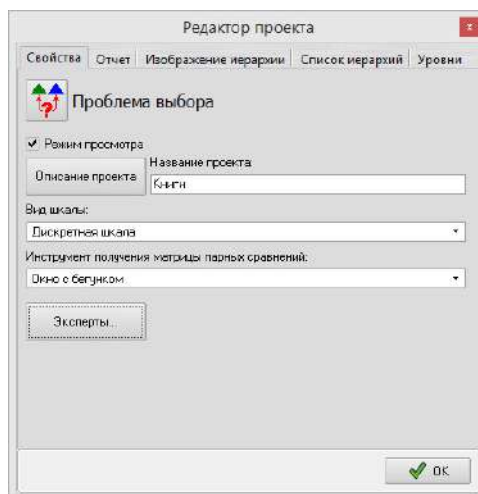 Редактор проекта
x
Свойства Отчет Изображение иерархии Список иерархий Уровни
Проблема выбора
Режим просмотра
Название проекта
Описание проекта
Книги
Вид шкалы:
Дискретная шкала
Инструмент получения матрицы парных сравнений:
Окно с бегунком
Эксперты...
OK